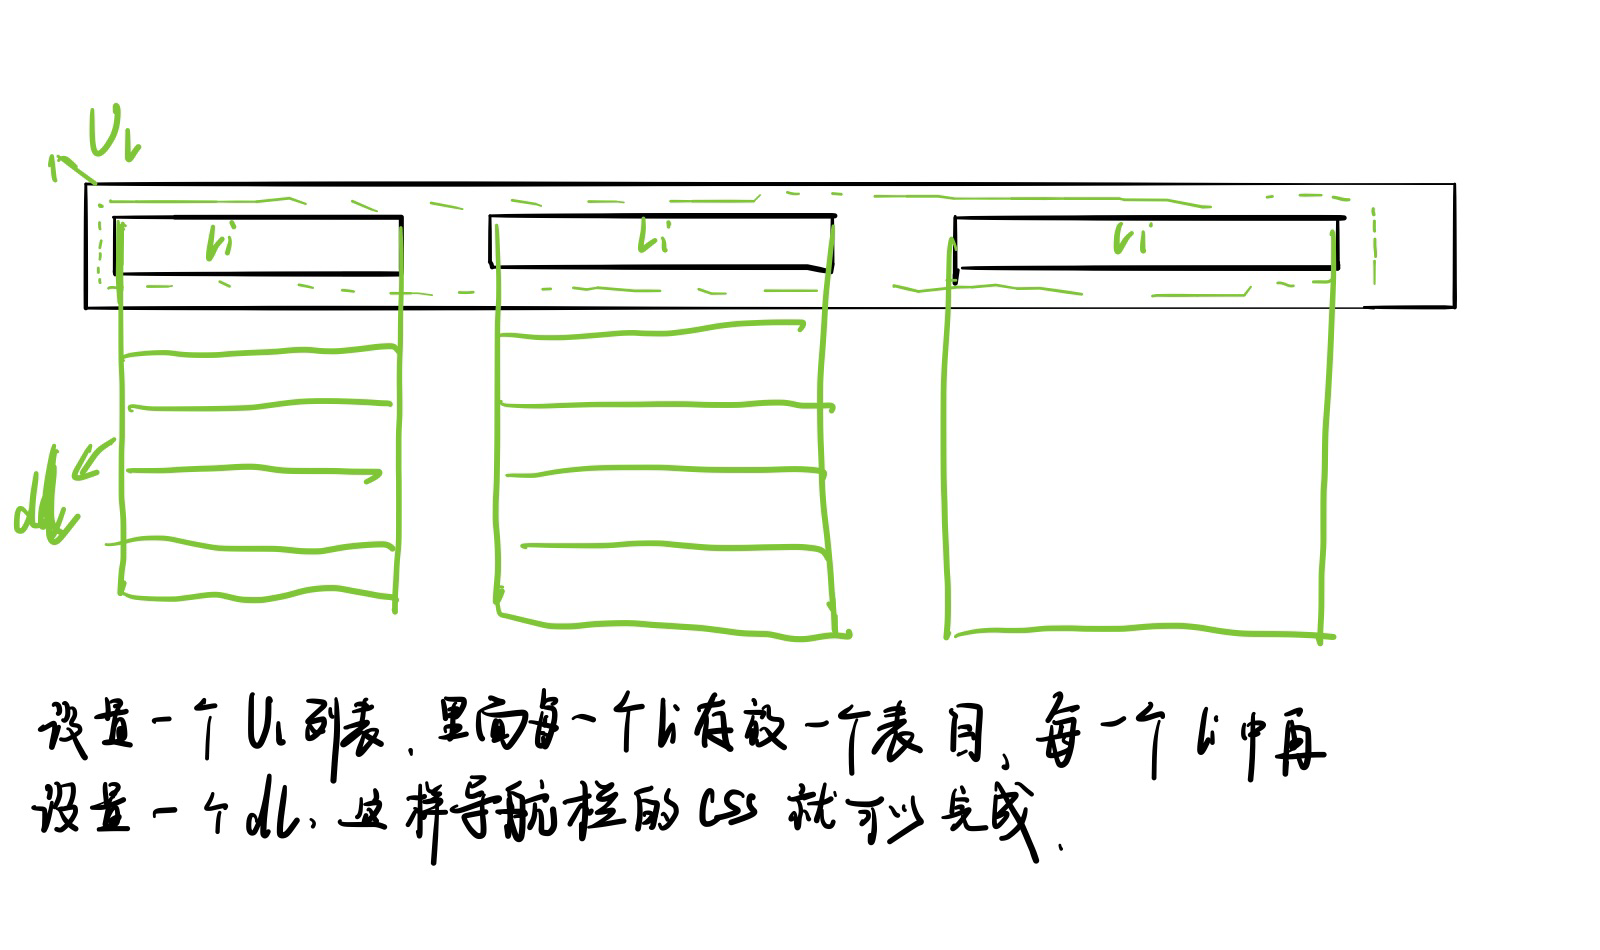 Ul
li
li
li
dl
设置一个Ul列表,里面每一个li存放一个表目,每一个li中再
设置一个dl,这样导航栏的css就可以完成.